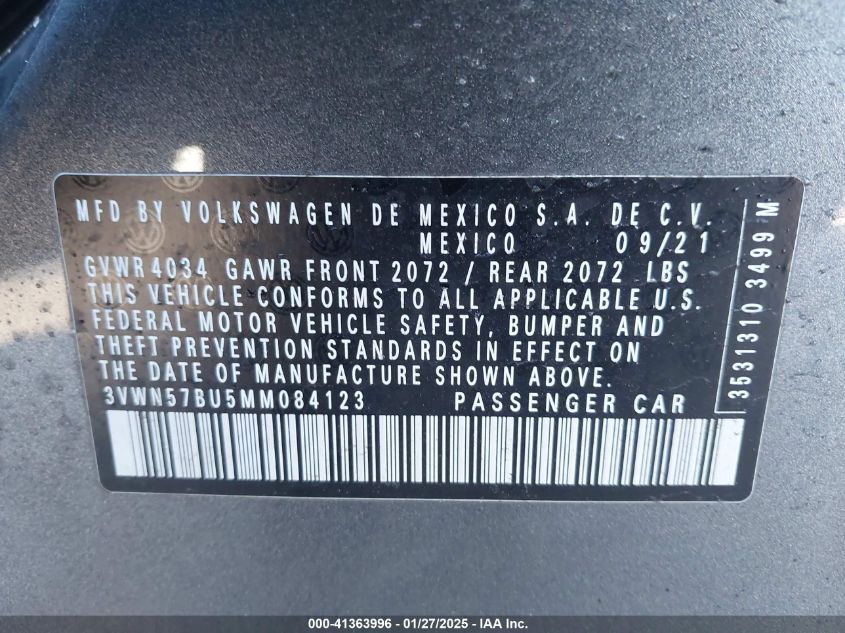 MFD BY VOLKSWAGEN DE MEXICO S.A. DE C.V.
MEXICO 09/21
GVWR 4034 GAWR FRONT 2072 / REAR 2072 LBS
THIS VEHICLE CONFORMS TO ALL APPLICABLE U.S.
FEDERAL MOTOR VEHICLE SAFETY, BUMPER AND
THEFT PREVENTION STANDARDS IN EFFECT ON
THE DATE OF MANUFACTURE SHOWN ABOVE.
3VWN57BU5MM084123 PASSENGER CAR
3531310 3499 M
000-41363996 - 01/27/2025 - IAA Inc.